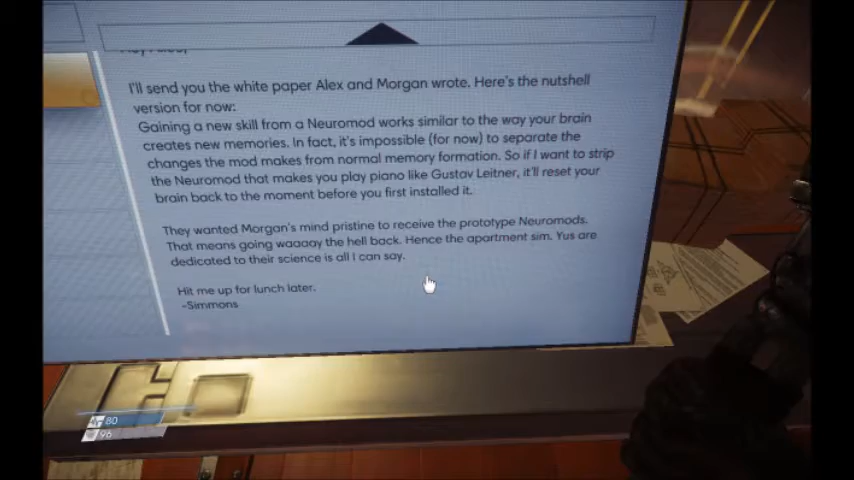 I'll send you the white paper Alex and Morgan wrote. Here's the nutshell
version for now:
Gaining a new skill from a Neuromod works similar to the way your brain
creates new memories. In fact, it's impossible (for now) to separate the
changes the mod makes from normal memory formation. So if I want to strip
the Neuromod that makes you play piano like Gustav Leitner, it'll reset your
brain back to the moment before you first installed it.
They wanted Morgan's mind pristine to receive the prototype Neuromods.
That means going waaaay the hell back. Hence the apartment sim. Yus are
dedicated to their science is all I can say.
Hit me up for lunch later.
-Simmons
80
96